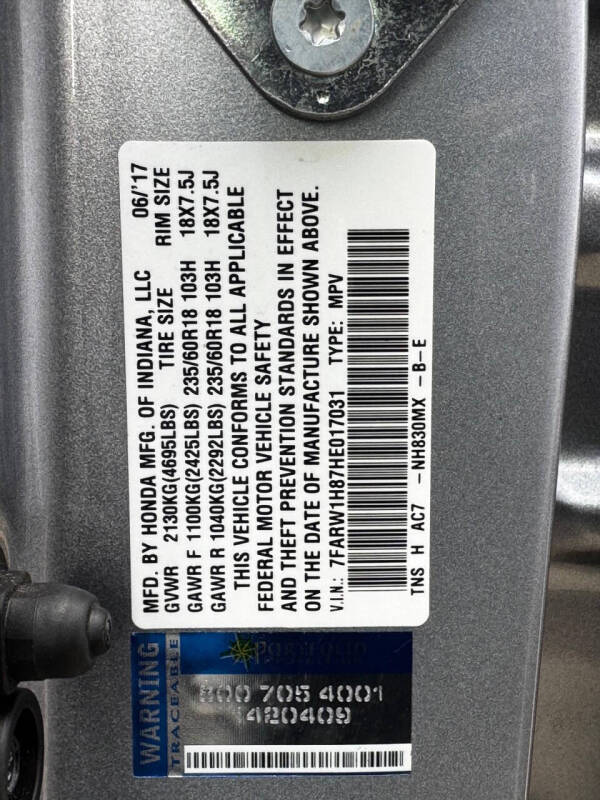 MFD. BY HONDA MFG. OF INDIANA, LLC 06/'17
GVWR 2130KG(4695LBS) TIRE SIZE RIM SIZE
GAWR F 1100KG(2425LBS) 235/60R18 103H 18X7.5J
GAWR R 1040KG(2292LBS) 235/60R18 103H 18X7.5J
THIS VEHICLE CONFORMS TO ALL APPLICABLE
FEDERAL MOTOR VEHICLE SAFETY
AND THEFT PREVENTION STANDARDS IN EFFECT
ON THE DATE OF MANUFACTURE SHOWN ABOVE.
V.I.N.: 7FARW1H87HE017031 TYPE: MPV
TNS H AC7 -NH830MX -B-E
WARNING
TRACEABLE
PORTFOLIO
800 705 4001
1420409